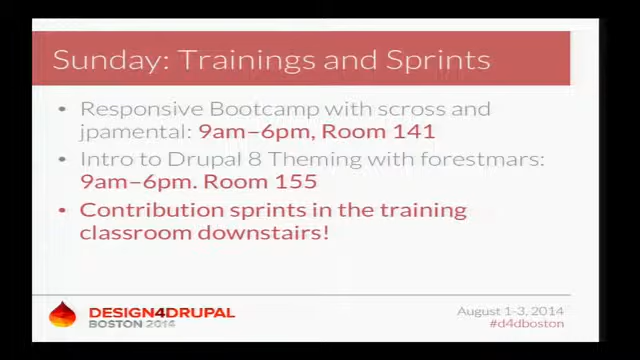 Sunday: Trainings and Sprints
• Responsive Bootcamp with scross and
jpamental: 9am–6pm, Room 141
• Intro to Drupal 8 Theming with forestmars:
9am–6pm. Room 155
• Contribution sprints in the training
classroom downstairs!
DESIGN4DRUPAL
BOSTON 2014
August 1-3, 2014
#d4dboston